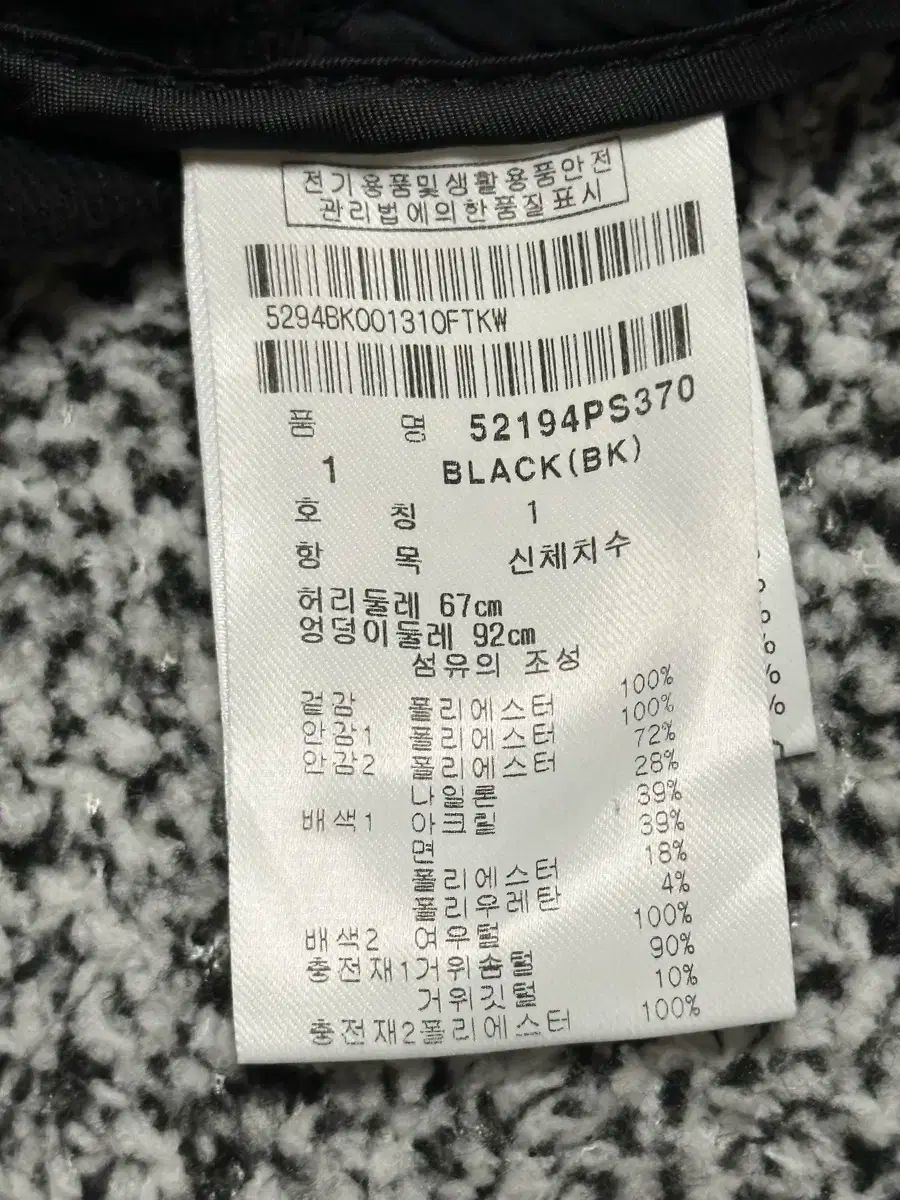 전기용품및생활용품안전
관리법에의한품질표시
5294BK001310FTKW
품 명 52194PS370
1 BLACK(BK)
호 칭 1
항 목 신체치수
허리둘레 67cm
엉덩이둘레 92cm
섬유의 조성
겉감 폴리에스터 100%
안감1 폴리에스터 100%
안감2 폴리에스터 72%
나일론 28%
배색1 아크릴 39%
면 39%
폴리에스터 18%
폴리우레탄 4%
배색2 여우털 100%
충전재1거위솜털 90%
거위깃털 10%
충전재2폴리에스터 100%
%
%
%
%